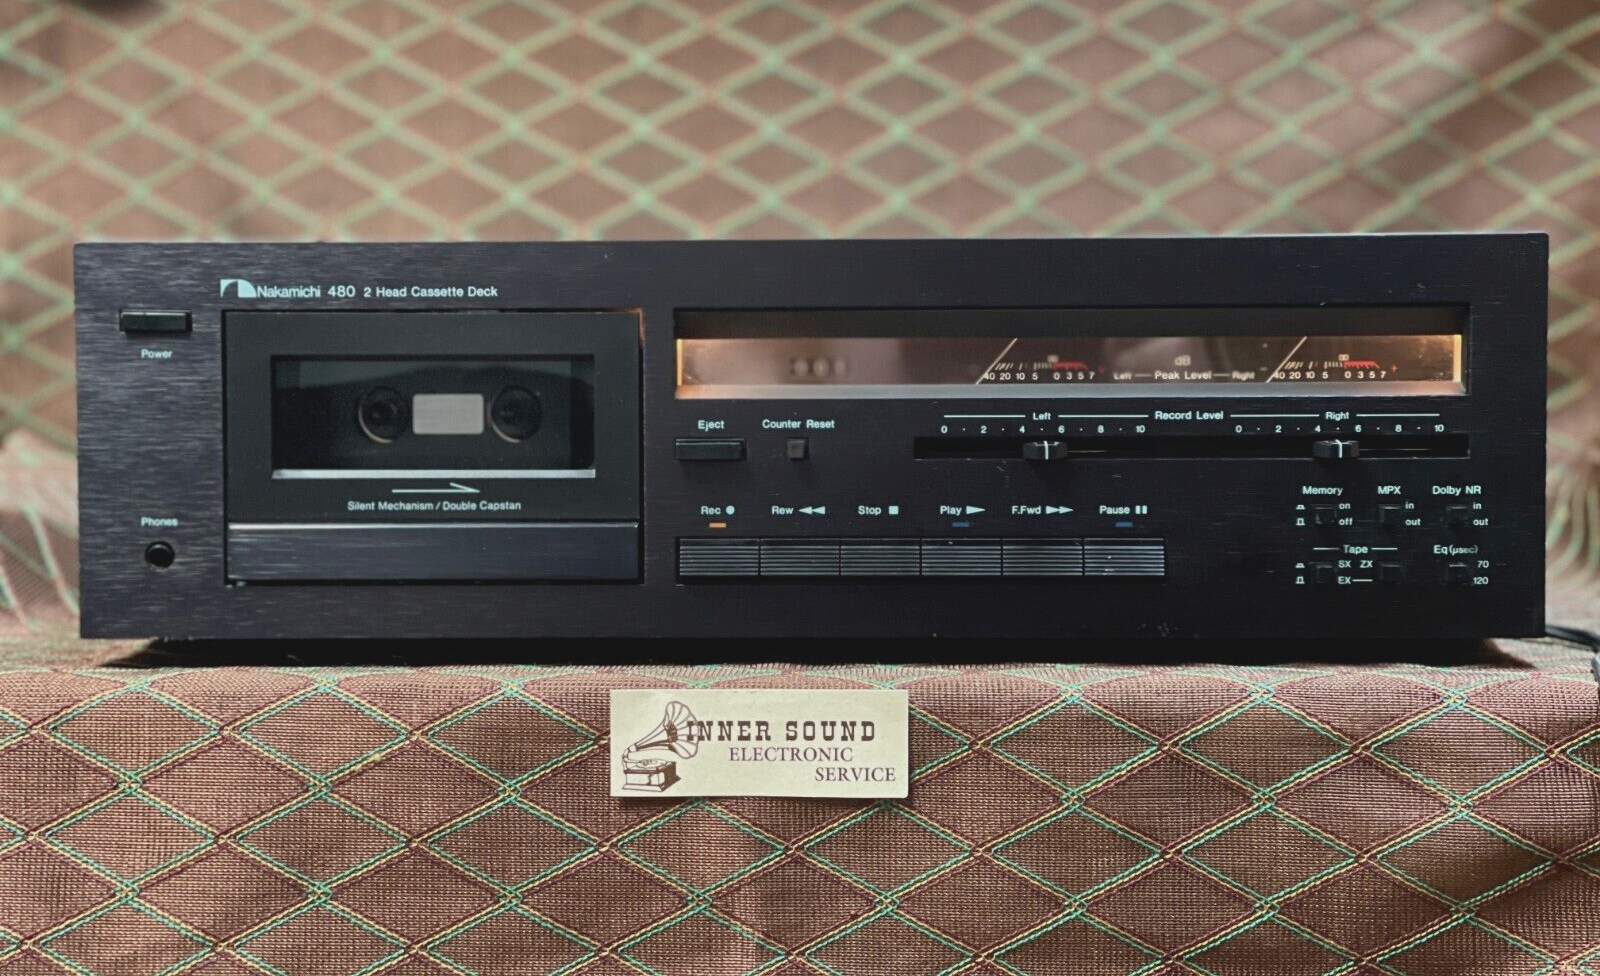 Nakamichi 480 2 Head Cassette Deck
Power
Phones
Silent Mechanism / Double Capstan
40 20 10 5 0 3 5 7 +
Left Peak Level Right
dB
40 20 10 5 0 3 5 7 +
Eject
Counter Reset
Left Record Level Right
0 · 2 · 4 · 6 · 8 · 10
0 · 2 · 4 · 6 · 8 · 10
Rec ● Rew ◀◀ Stop ■ Play ▶ F.Fwd ▶▶ Pause ▮▮
Memory MPX Dolby NR
on in in
off out out
Tape Eq (μsec)
SX ZX 70
EX 120
INNER SOUND
ELECTRONIC
SERVICE